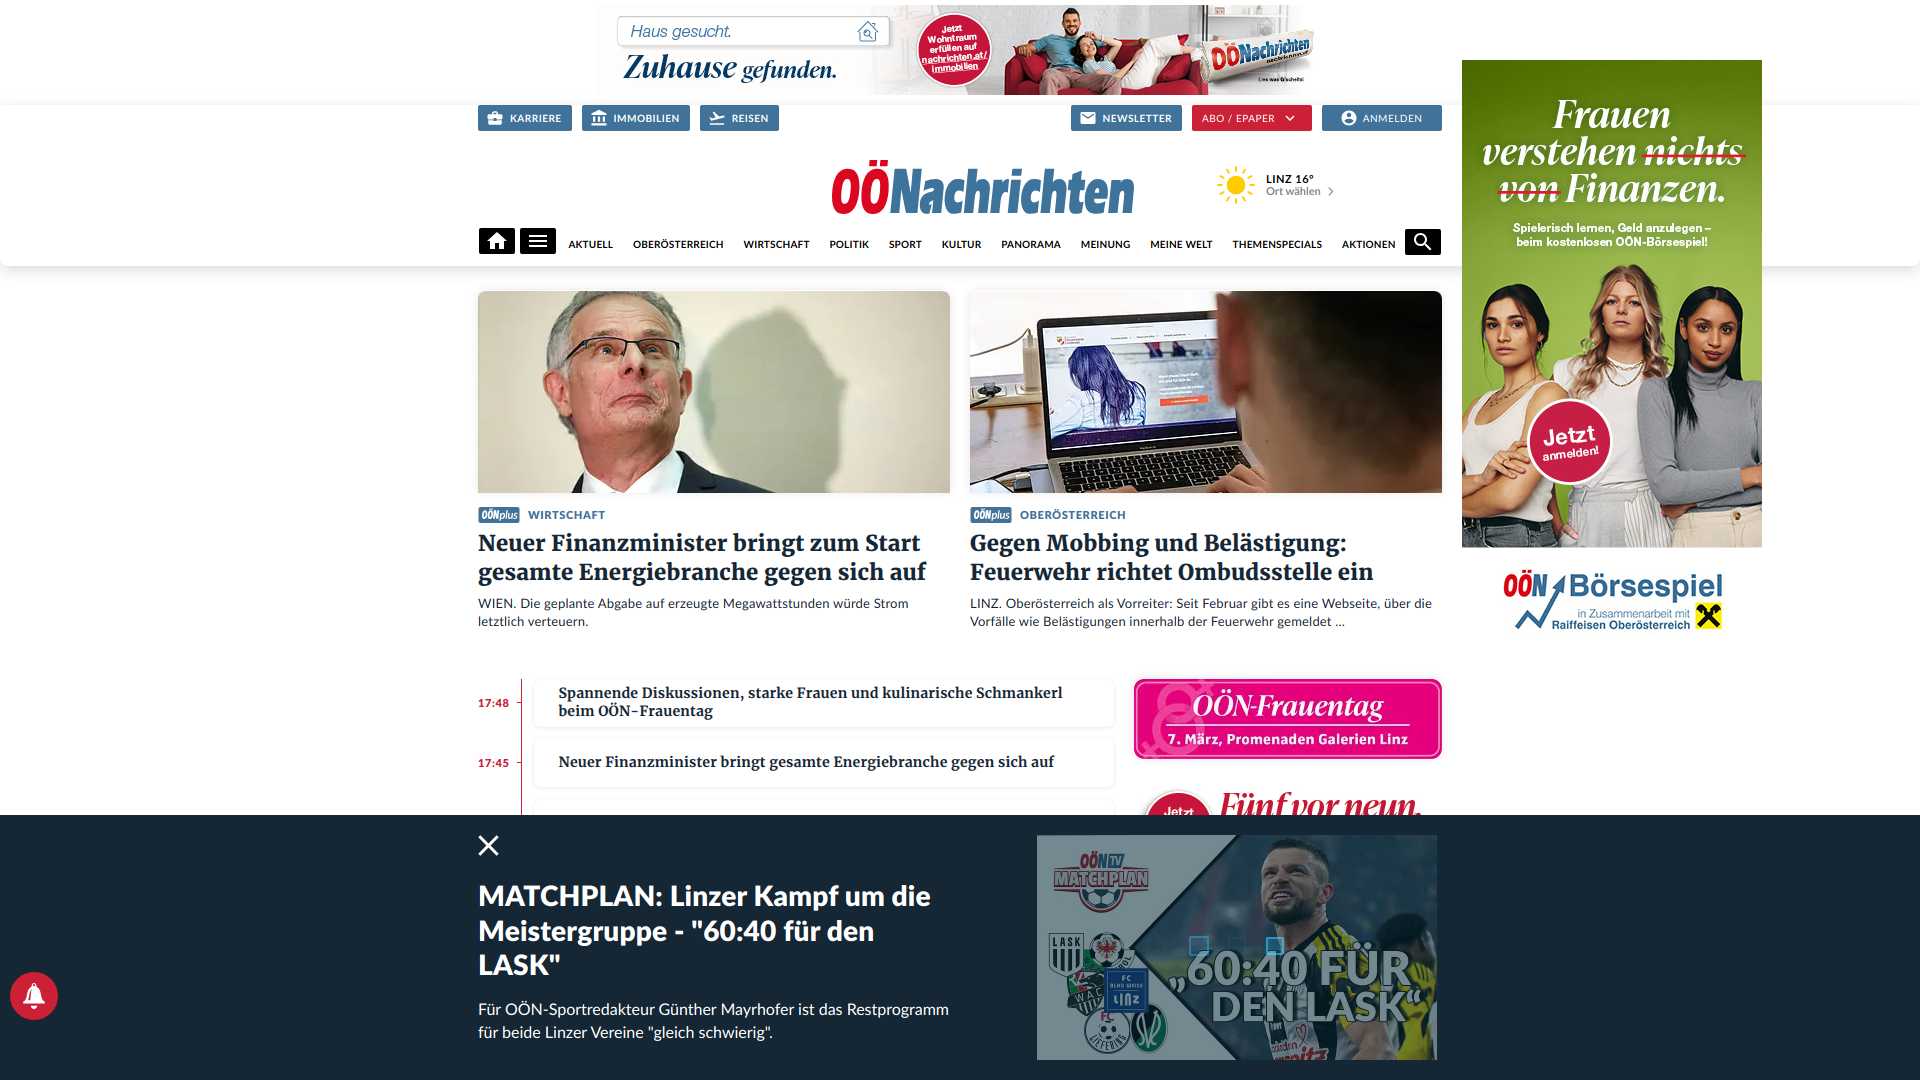 Haus gesucht.
Zuhause gefunden.
Jetzt
Wohntraum
erfüllen auf
nachrichten.at/
immobilien
OÖNachrichten
Lies was G'scheits!
KARRIERE
IMMOBILIEN
REISEN
NEWSLETTER
ABO / EPAPER
ANMELDEN
OÖNachrichten
LINZ 16°
Ort wählen
AKTUELL
OBERÖSTERREICH
WIRTSCHAFT
POLITIK
SPORT
KULTUR
PANORAMA
MEINUNG
MEINE WELT
THEMENSPECIALS
AKTIONEN
Frauen
verstehen nichts
von Finanzen.
Spielerisch lernen, Geld anzulegen –
beim kostenlosen OÖN-Börsespiel!
Jetzt
anmelden!
OÖN Börsespiel
in Zusammenarbeit mit
Raiffeisen Oberösterreich
OÖNplus WIRTSCHAFT
Neuer Finanzminister bringt zum Start
gesamte Energiebranche gegen sich auf
WIEN. Die geplante Abgabe auf erzeugte Megawattstunden würde Strom
letztlich verteuern.
OÖNplus OBERÖSTERREICH
Gegen Mobbing und Belästigung:
Feuerwehr richtet Ombudsstelle ein
LINZ. Oberösterreich als Vorreiter: Seit Februar gibt es eine Webseite, über die
Vorfälle wie Belästigungen innerhalb der Feuerwehr gemeldet ...
17:48
Spannende Diskussionen, starke Frauen und kulinarische Schmankerl
beim OÖN-Frauentag
17:45
Neuer Finanzminister bringt gesamte Energiebranche gegen sich auf
OÖN-Frauentag
7. März, Promenaden Galerien Linz
Jetzt
Fünf vor neun.
MATCHPLAN: Linzer Kampf um die
Meistergruppe - "60:40 für den
LASK"
Für OÖN-Sportredakteur Günther Mayrhofer ist das Restprogramm
für beide Linzer Vereine "gleich schwierig".
OÖN TV
MATCHPLAN
LASK
WAC
FC
BLAU WEISS
LINZ
FC
LIEFERING
SVR
„60:40 FÜR
DEN LASK“